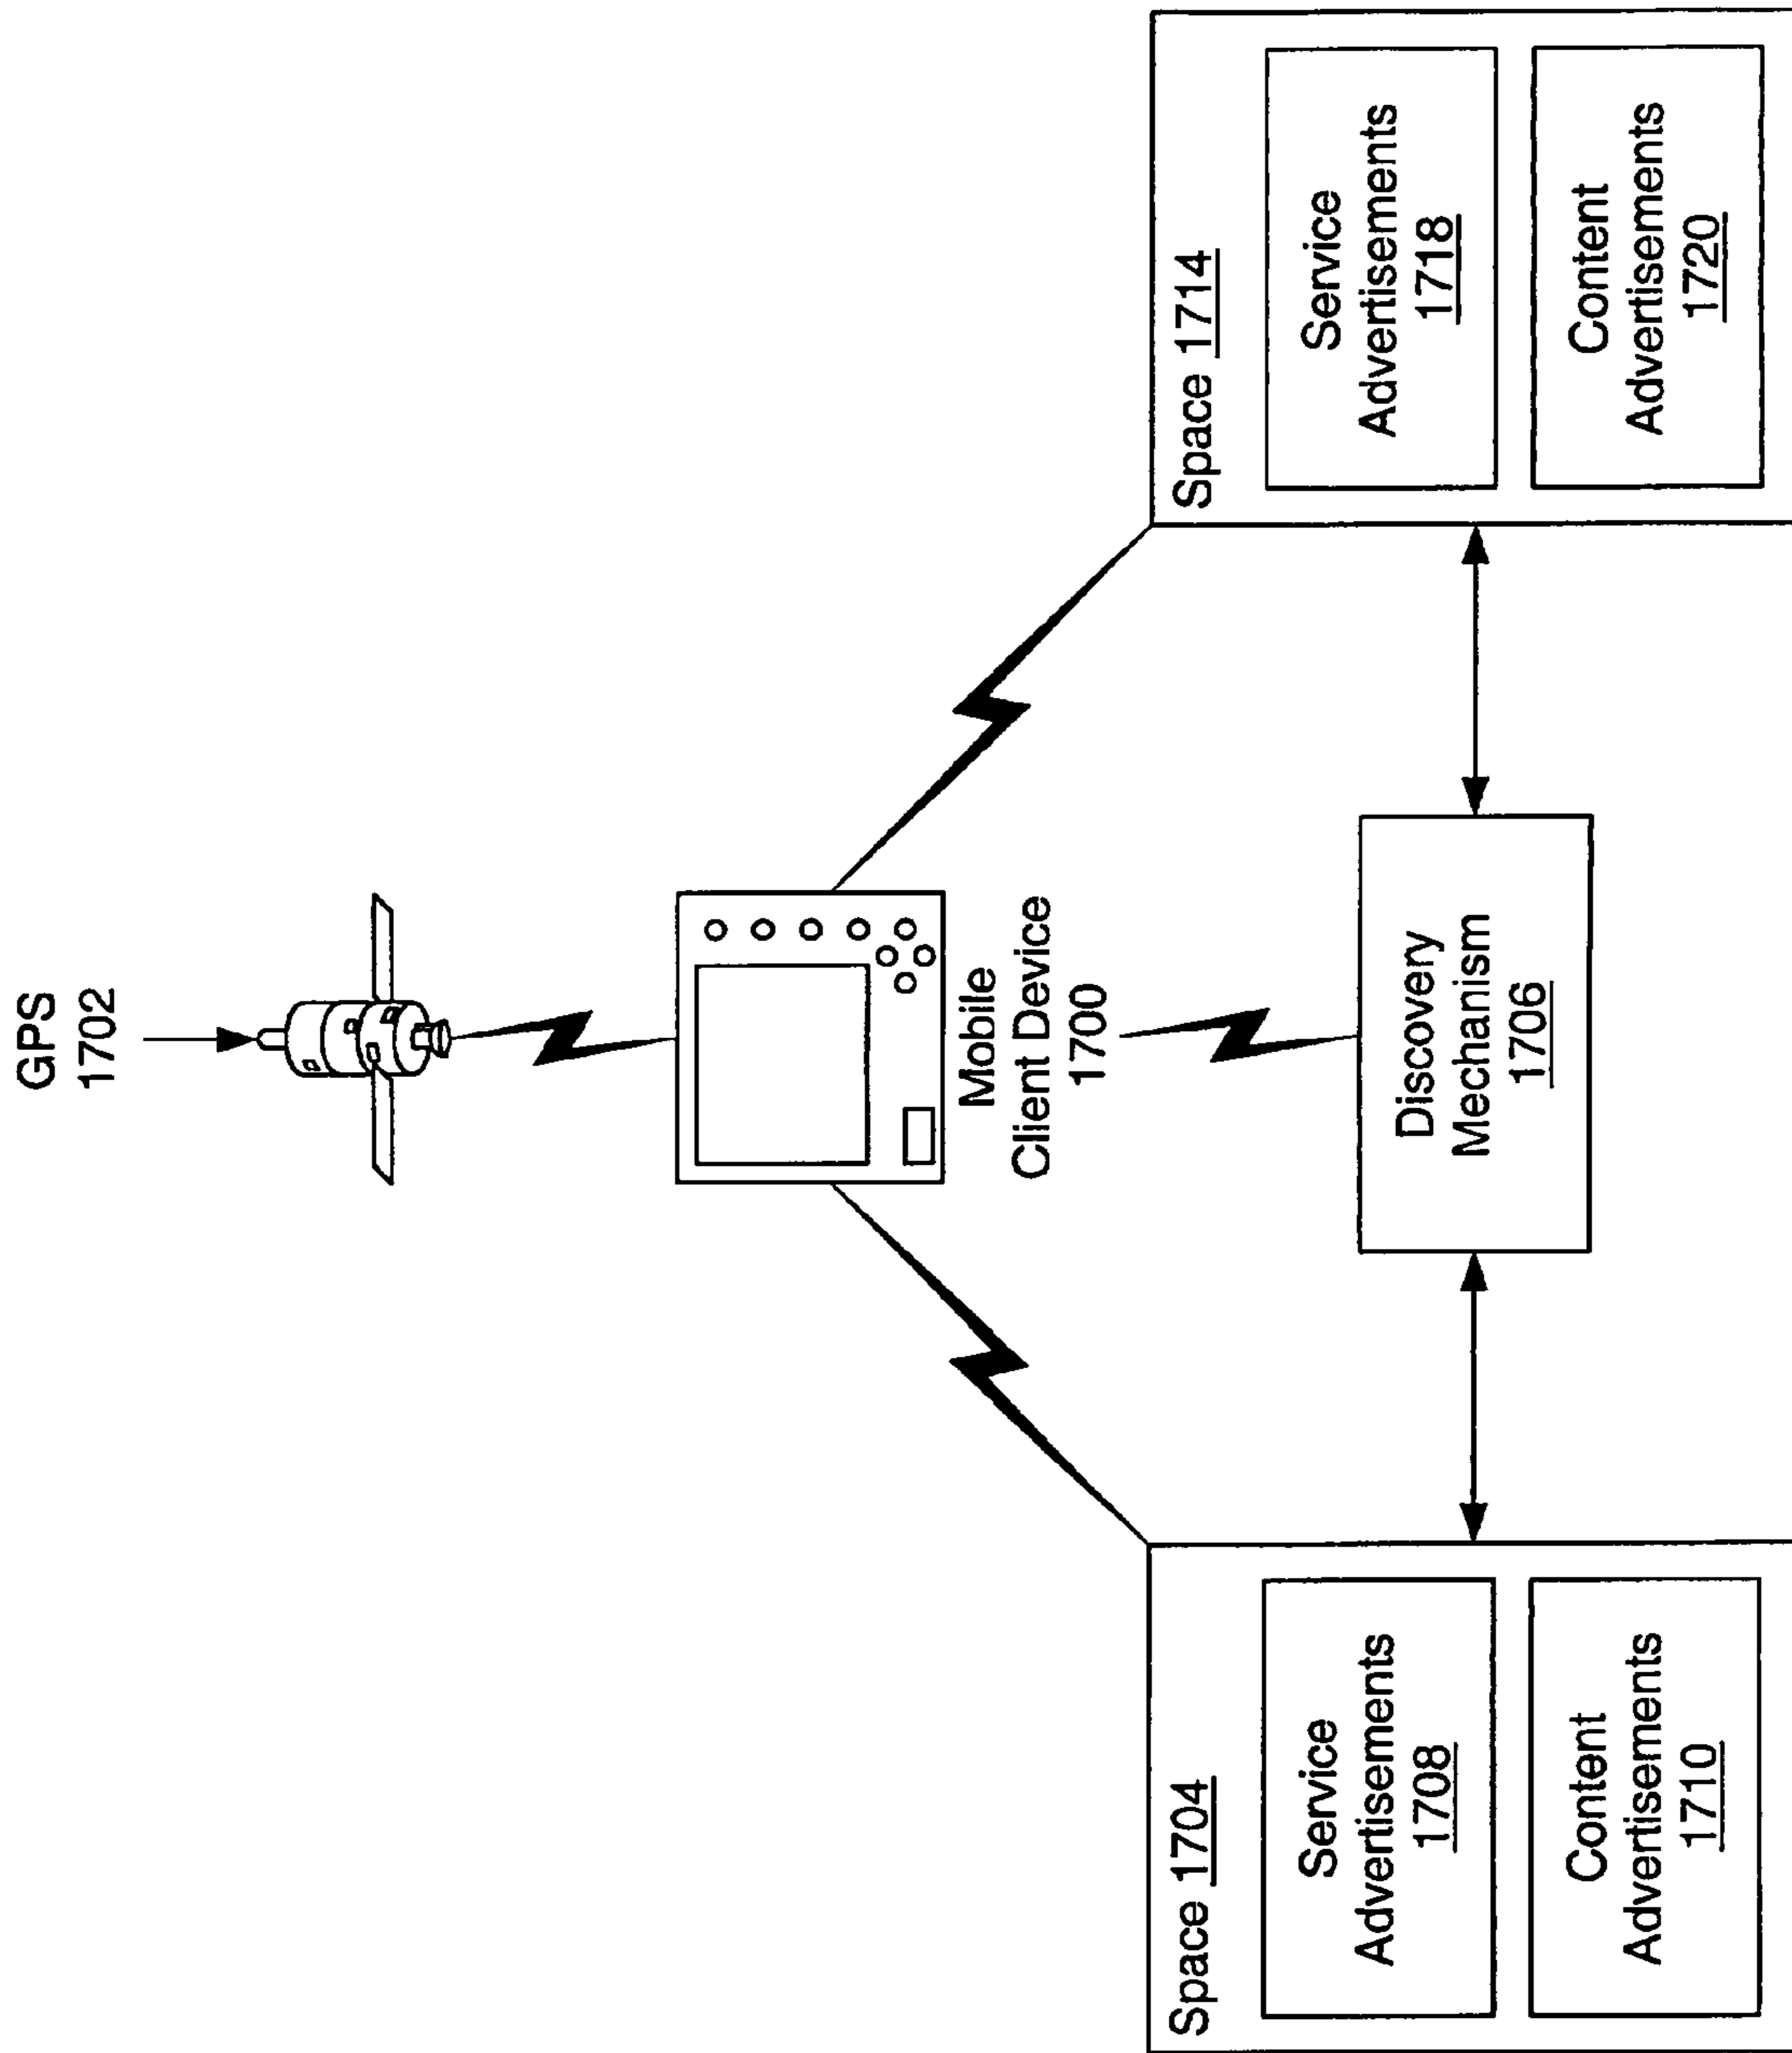 GPS
1702
Mobile
Client Device
1700
Discovery
Mechanism
1706
Space 1704
Service
Advertisements
1708
Content
Advertisements
1710
Space 1714
Service
Advertisements
1718
Content
Advertisements
1720